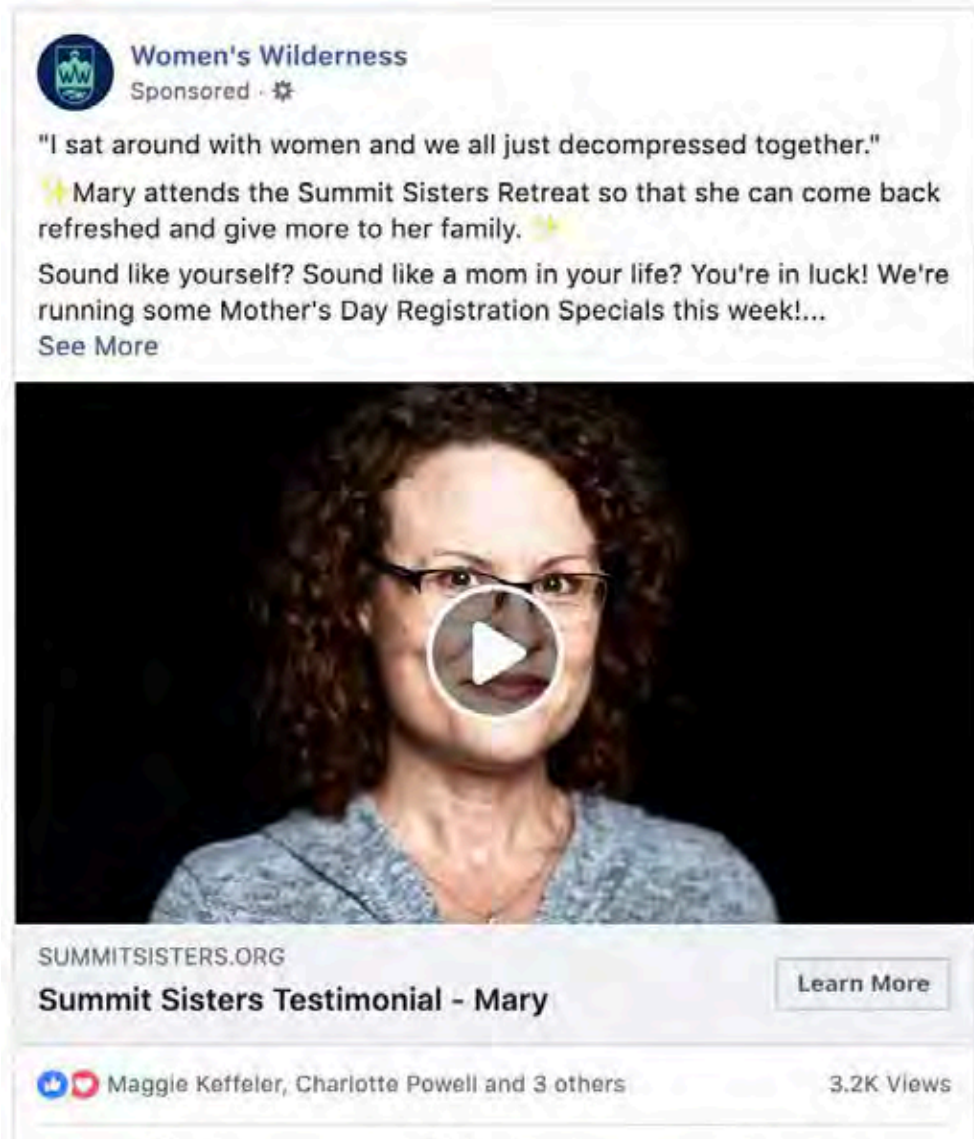 WW
Women's Wilderness
Sponsored ·
"I sat around with women and we all just decompressed together."
✨Mary attends the Summit Sisters Retreat so that she can come back
refreshed and give more to her family. ✨
Sound like yourself? Sound like a mom in your life? You're in luck! We're
running some Mother's Day Registration Specials this week!...
See More
SUMMITSISTERS.ORG
Summit Sisters Testimonial - Mary
Learn More
Maggie Keffeler, Charlotte Powell and 3 others
3.2K Views